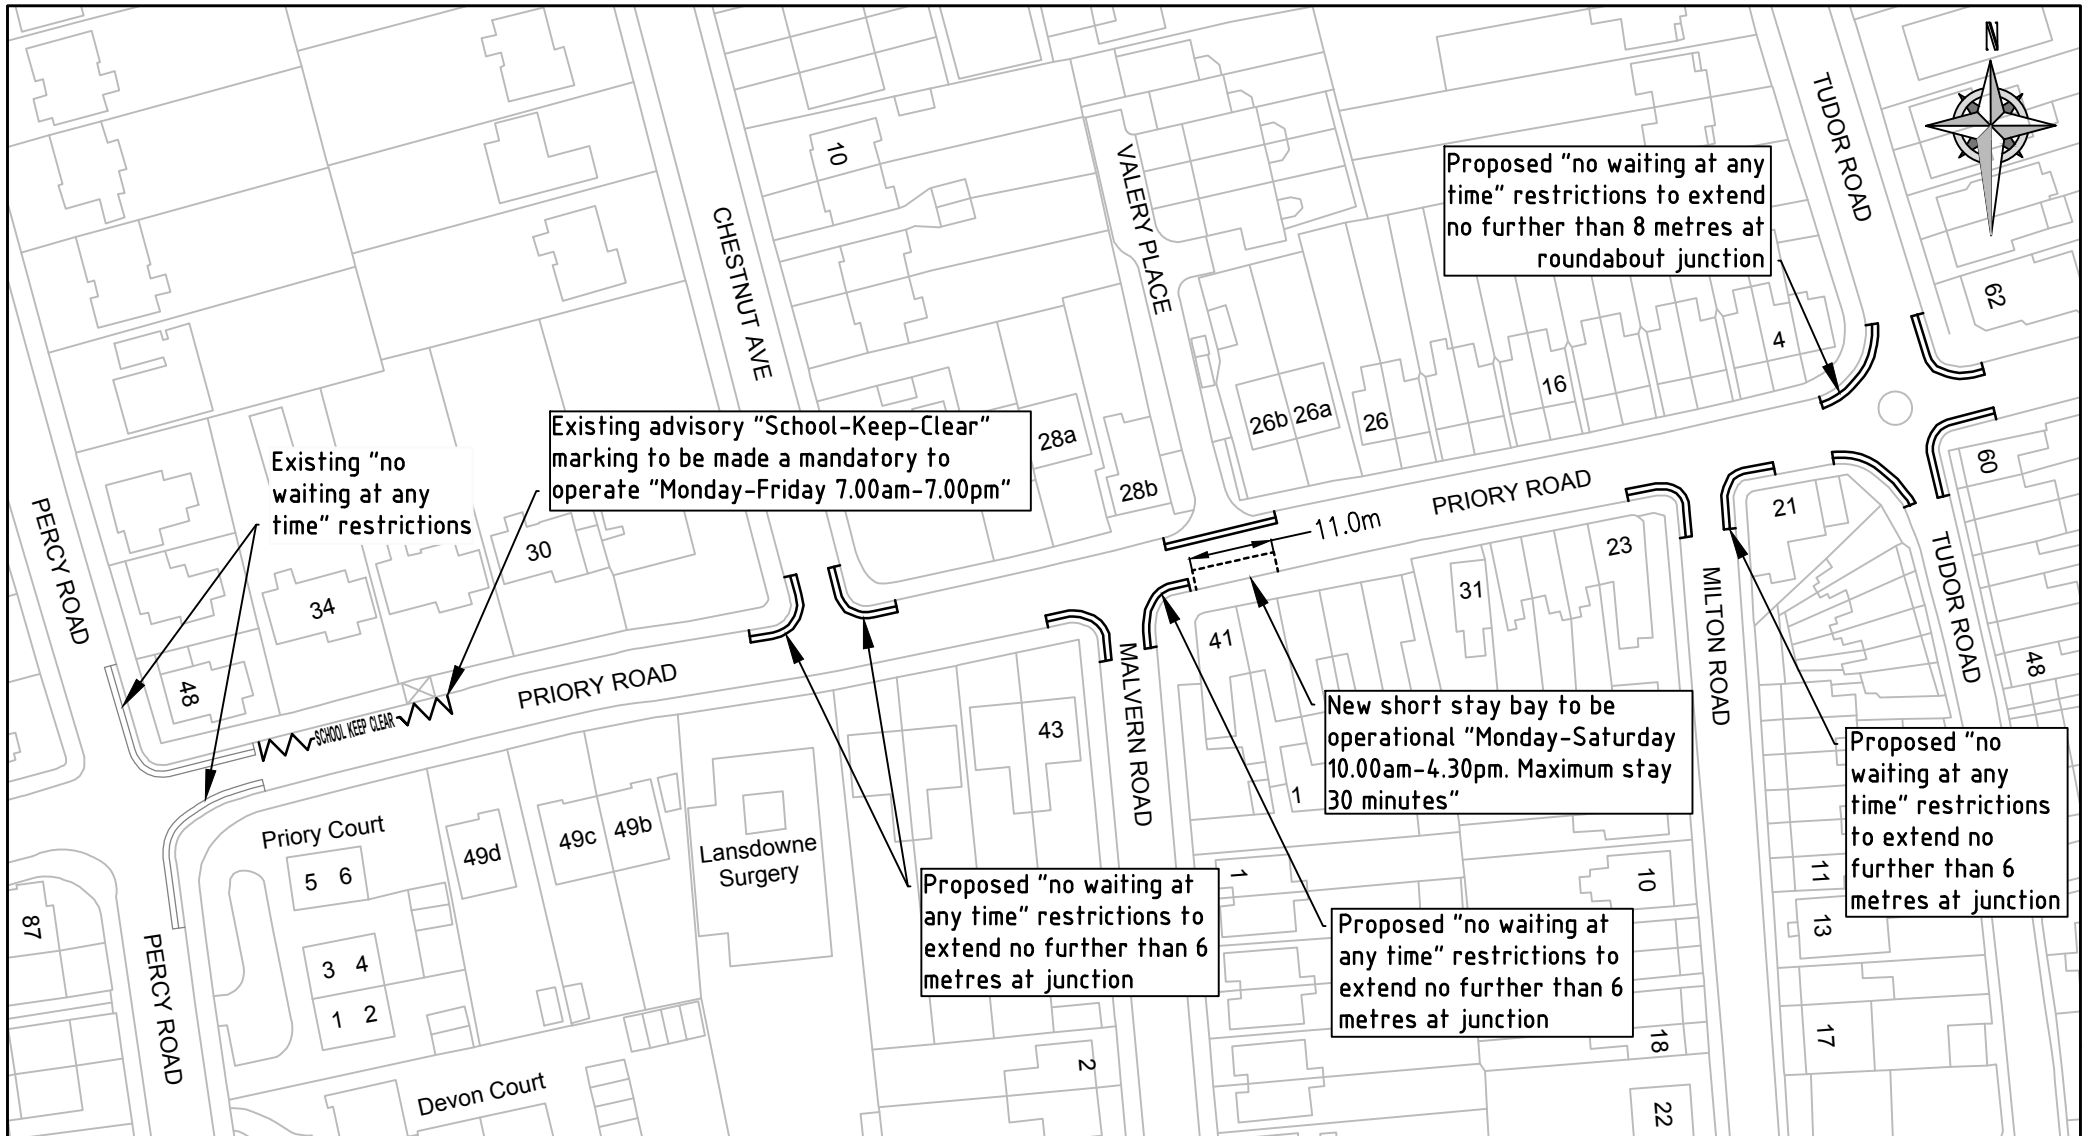 N
TUDOR ROAD
10
VALERY PLACE
Proposed "no waiting at any
time" restrictions to extend
no further than 8 metres at
roundabout junction
CHESTNUT AVE
62
4
16
26b
26a
26
28a
28b
Existing advisory "School-Keep-Clear"
marking to be made a mandatory to
operate "Monday-Friday 7.00am-7.00pm"
Existing "no
waiting at any
time" restrictions
PERCY ROAD
30
34
48
SCHOOL KEEP CLEAR
PRIORY ROAD
PRIORY ROAD
11.0m
60
21
23
31
41
TUDOR ROAD
48
MILTON ROAD
MALVERN ROAD
43
New short stay bay to be
operational "Monday-Saturday
10.00am-4.30pm. Maximum stay
30 minutes"
Proposed "no
waiting at any
time" restrictions
to extend no
further than 6
metres at junction
1
Priory Court
5 6
49d
49c
49b
Lansdowne
Surgery
Proposed "no waiting at
any time" restrictions to
extend no further than 6
metres at junction
1
Proposed "no waiting at
any time" restrictions to
extend no further than 6
metres at junction
10
11
13
87
PERCY ROAD
3 4
1 2
Devon Court
2
18
17
22